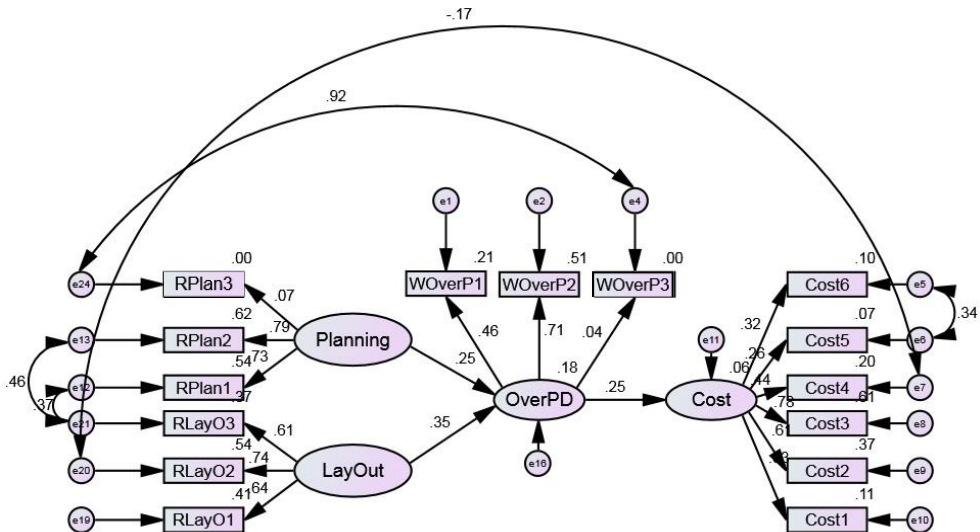 -.17
.92
e1
e2
e4
.21
.51
.00
.00
.10
e24
RPlan3
WOverP1
WOverP2
WOverP3
Cost6
e5
.07
.62
.32
.07
.34
e13
RPlan2
.79
Planning
.46
.71
.04
e11
.26
Cost5
e6
.54
.73
.25
.18
.06
.20
.46
e12
RPlan1
.44
Cost4
e7
.37
.37
OverPD
.25
Cost
.78
.61
e21
RLayO3
.61
.35
Cost3
e8
.54
.74
.37
e20
RLayO2
LayOut
e16
Cost2
e9
.41
.64
.11
e19
RLayO1
Cost1
e10